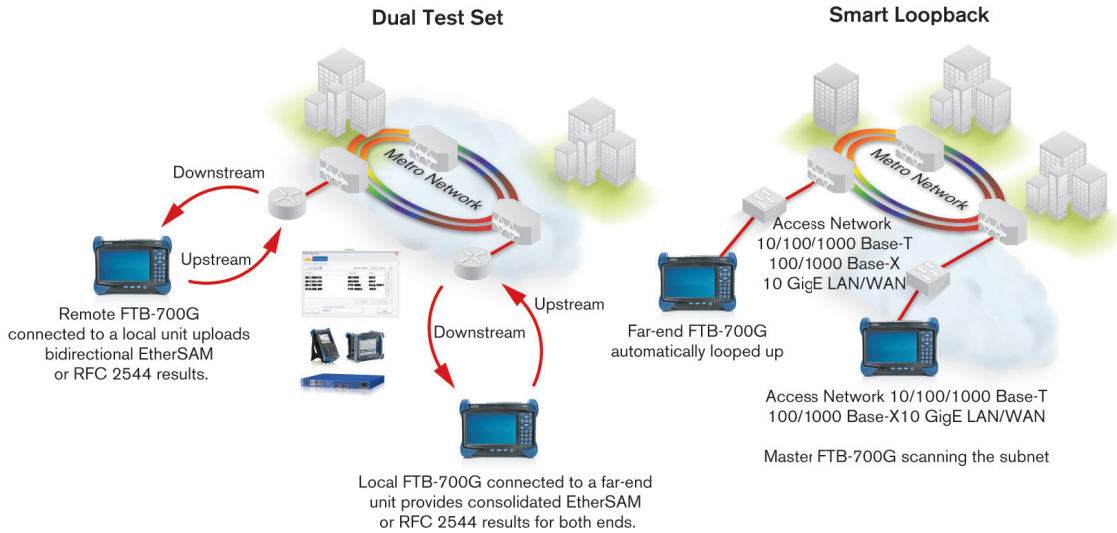 Dual Test Set
Smart Loopback
Metro Network
Downstream
Upstream
Remote FTB-700G
connected to a local unit uploads
bidirectional EtherSAM
or RFC 2544 results.
Upstream
Downstream
Local FTB-700G connected to a far-end
unit provides consolidated EtherSAM
or RFC 2544 results for both ends.
Metro Network
Access Network
10/100/1000 Base-T
100/1000 Base-X
10 GigE LAN/WAN
Far-end FTB-700G
automatically looped up
Access Network 10/100/1000 Base-T
100/1000 Base-X10 GigE LAN/WAN
Master FTB-700G scanning the subnet